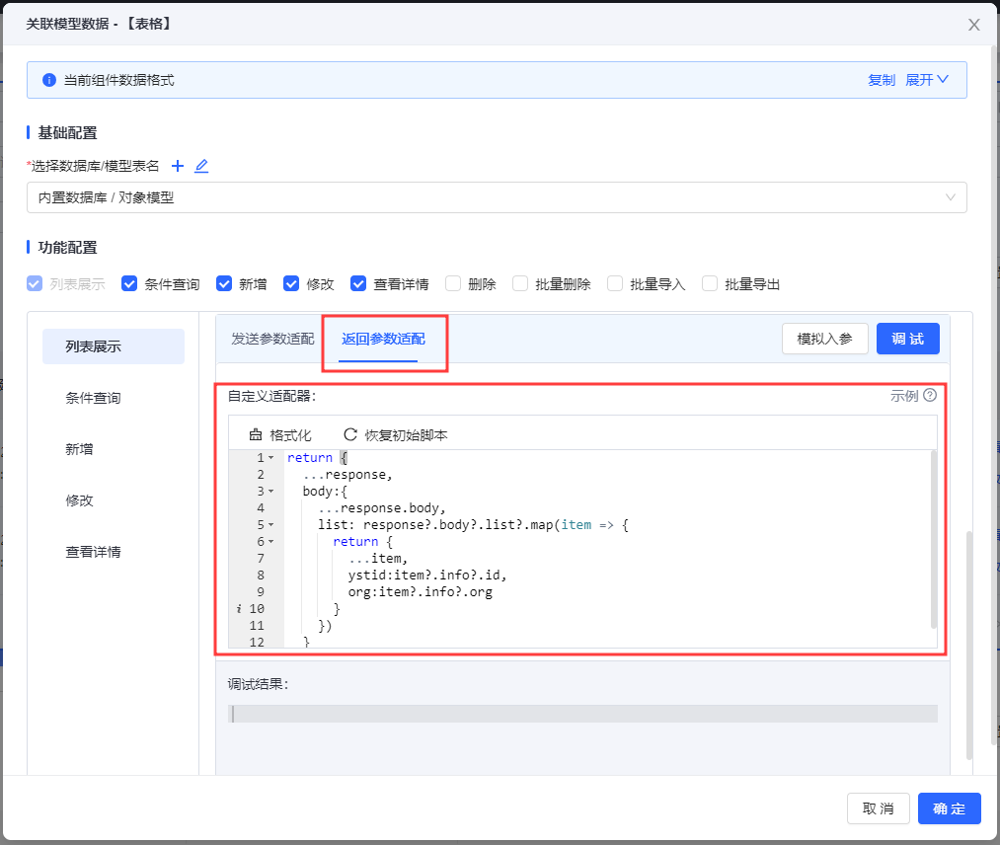 关联模型数据 - 【表格】
当前组件数据格式 复制 展开
基础配置
*选择数据库/模型表名
内置数据库 / 对象模型
功能配置
列表展示 条件查询 新增 修改 查看详情 删除 批量删除 批量导入 批量导出
列表展示
条件查询
新增
修改
查看详情
发送参数适配 返回参数适配 模拟入参 调 试
自定义适配器: 示例
格式化 恢复初始脚本
1 return {
2 ...response,
3 body:{
4 ...response.body,
5 list: response?.body?.list?.map(item => {
6 return {
7 ...item,
8 ystid:item?.info?.id,
9 org:item?.info?.org
i 10 }
11 })
12 }
调试结果:
取 消 确 定